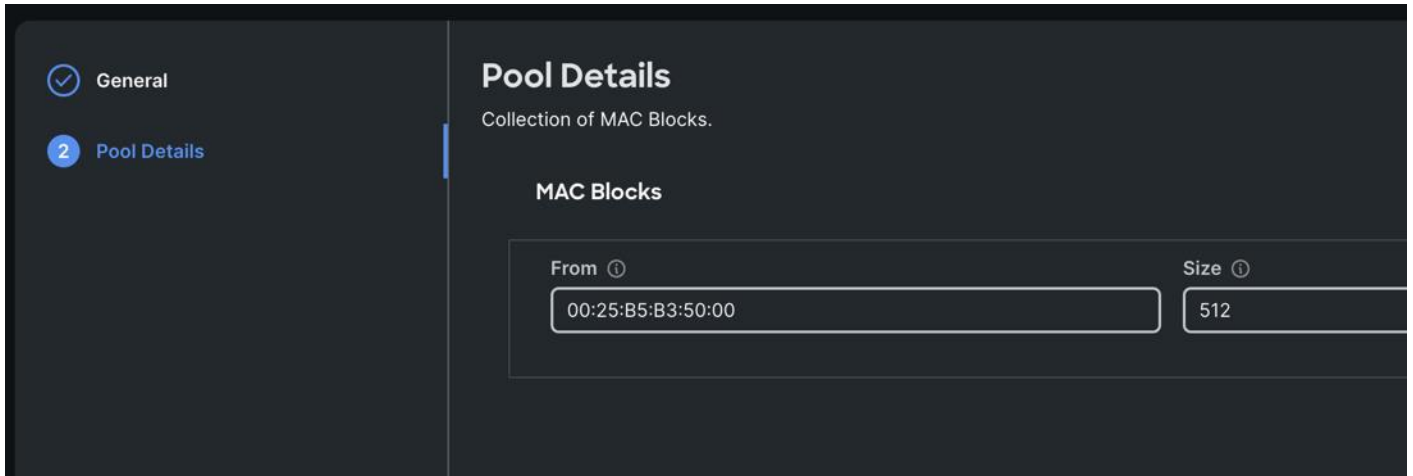 General
2 Pool Details
Pool Details
Collection of MAC Blocks.
MAC Blocks
From Size
00:25:B5:B3:50:00 512